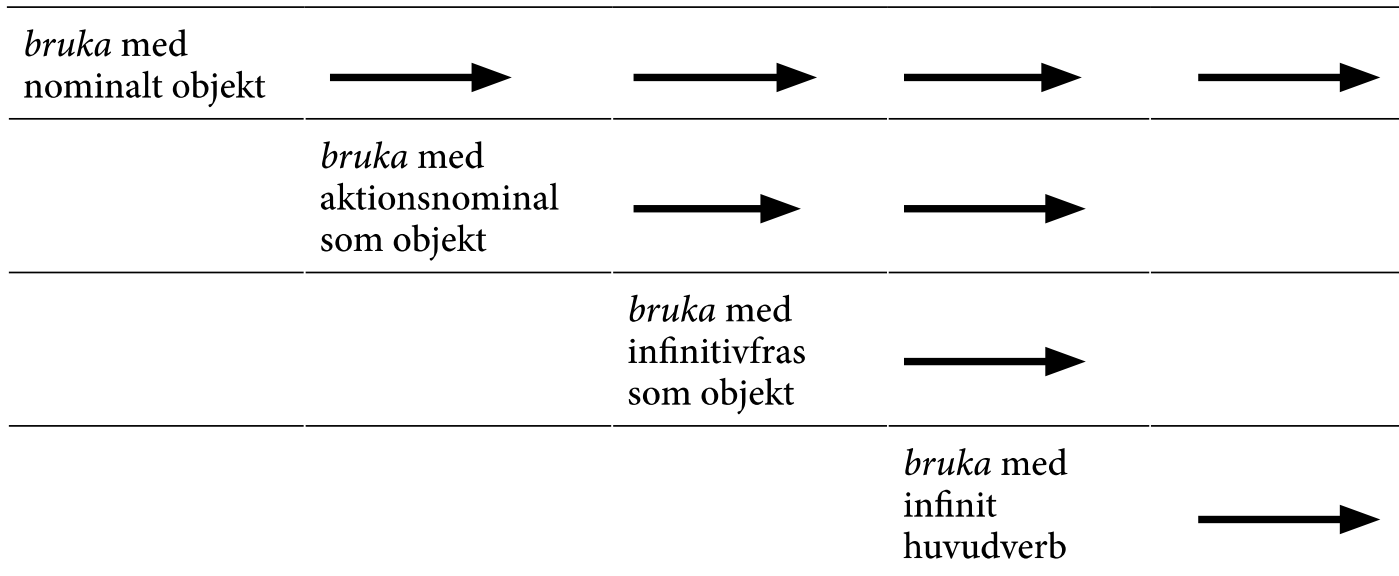 bruka med
nominalt objekt
bruka med
aktionsnominal
som objekt
bruka med
infinitivfras
som objekt
bruka med
infinit
huvudverb